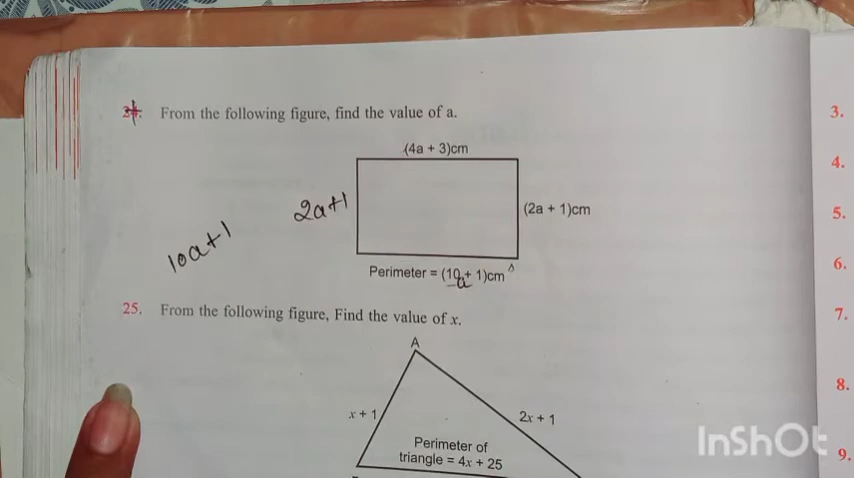 24. From the following figure, find the value of a.
(4a + 3)cm
2a+1
(2a + 1)cm
10a+1
Perimeter = (10 + 1)cm
a
25. From the following figure, Find the value of x.
A
x + 1
2x + 1
Perimeter of
triangle = 4x + 25
3.
4.
5.
6.
7.
8.
9.
InShOt